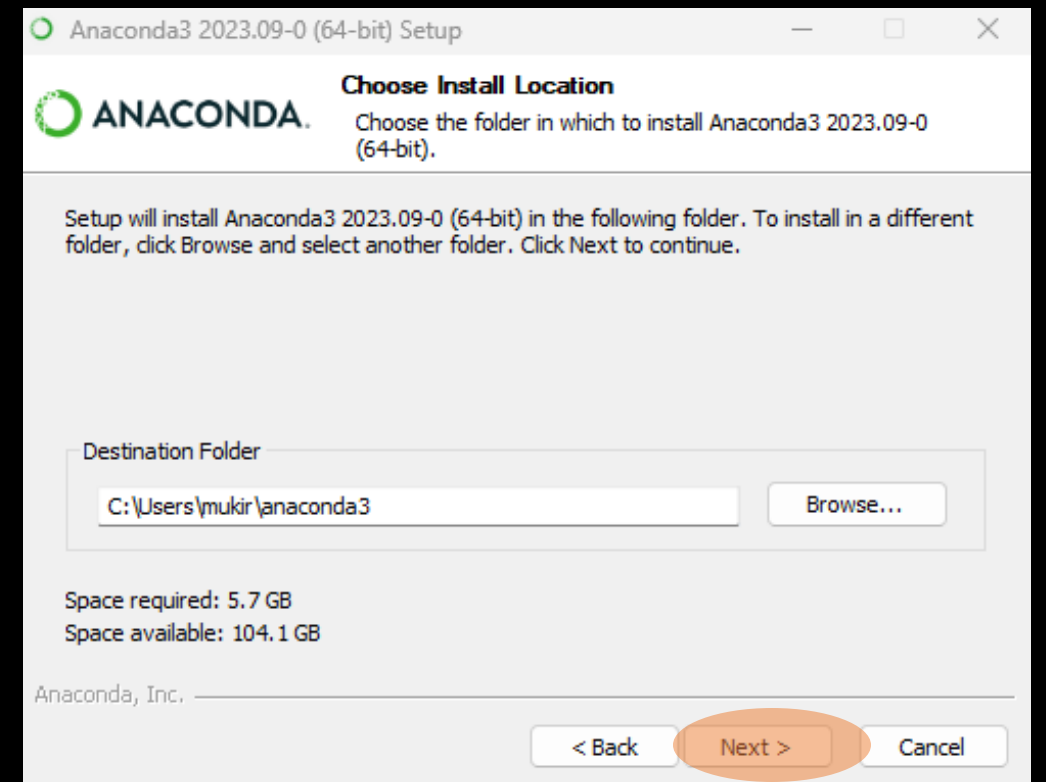 Anaconda3 2023.09-0 (64-bit) Setup
ANACONDA.
Choose Install Location
Choose the folder in which to install Anaconda3 2023.09-0
(64-bit).
Setup will install Anaconda3 2023.09-0 (64-bit) in the following folder. To install in a different
folder, click Browse and select another folder. Click Next to continue.
Destination Folder
C:\Users\mukir\anaconda3
Browse...
Space required: 5.7 GB
Space available: 104.1 GB
Anaconda, Inc.
< Back
Next >
Cancel